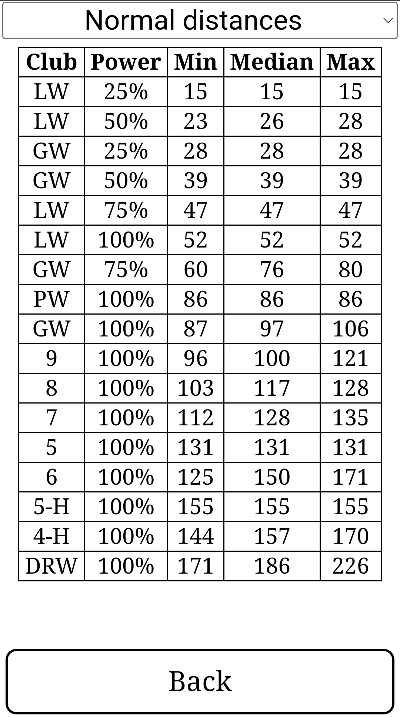 Normal distances
Club Power Min Median Max
LW 25% 15 15 15
LW 50% 23 26 28
GW 25% 28 28 28
GW 50% 39 39 39
LW 75% 47 47 47
LW 100% 52 52 52
GW 75% 60 76 80
PW 100% 86 86 86
GW 100% 87 97 106
9 100% 96 100 121
8 100% 103 117 128
7 100% 112 128 135
5 100% 131 131 131
6 100% 125 150 171
5-H 100% 155 155 155
4-H 100% 144 157 170
DRW 100% 171 186 226
Back